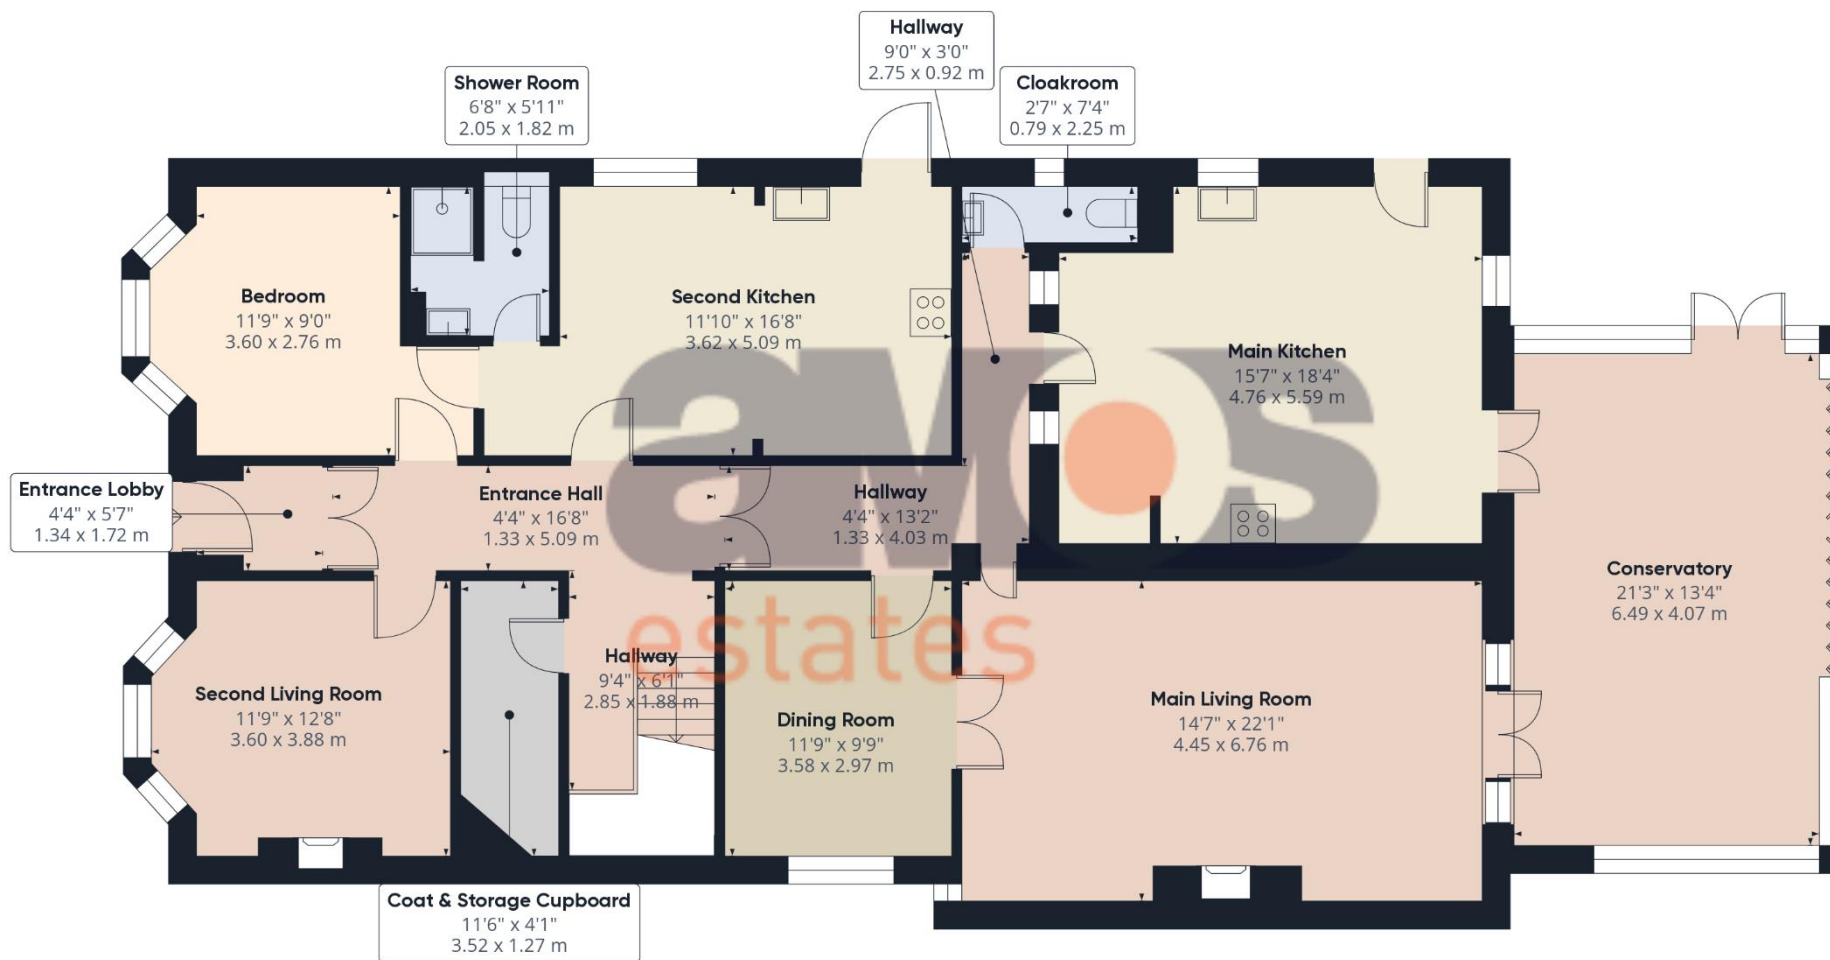 Hallway
9'0" x 3'0"
2.75 x 0.92 m
Shower Room
6'8" x 5'11"
2.05 x 1.82 m
Cloakroom
2'7" x 7'4"
0.79 x 2.25 m
Bedroom
11'9" x 9'0"
3.60 x 2.76 m
Second Kitchen
11'10" x 16'8"
3.62 x 5.09 m
Main Kitchen
15'7" x 18'4"
4.76 x 5.59 m
Entrance Lobby
4'4" x 5'7"
1.34 x 1.72 m
Entrance Hall
4'4" x 16'8"
1.33 x 5.09 m
Hallway
4'4" x 13'2"
1.33 x 4.03 m
amos
estates
Conservatory
21'3" x 13'4"
6.49 x 4.07 m
Second Living Room
11'9" x 12'8"
3.60 x 3.88 m
Hallway
9'4" x 6'1"
2.85 x 1.88 m
Dining Room
11'9" x 9'9"
3.58 x 2.97 m
Main Living Room
14'7" x 22'1"
4.45 x 6.76 m
Coat & Storage Cupboard
11'6" x 4'1"
3.52 x 1.27 m